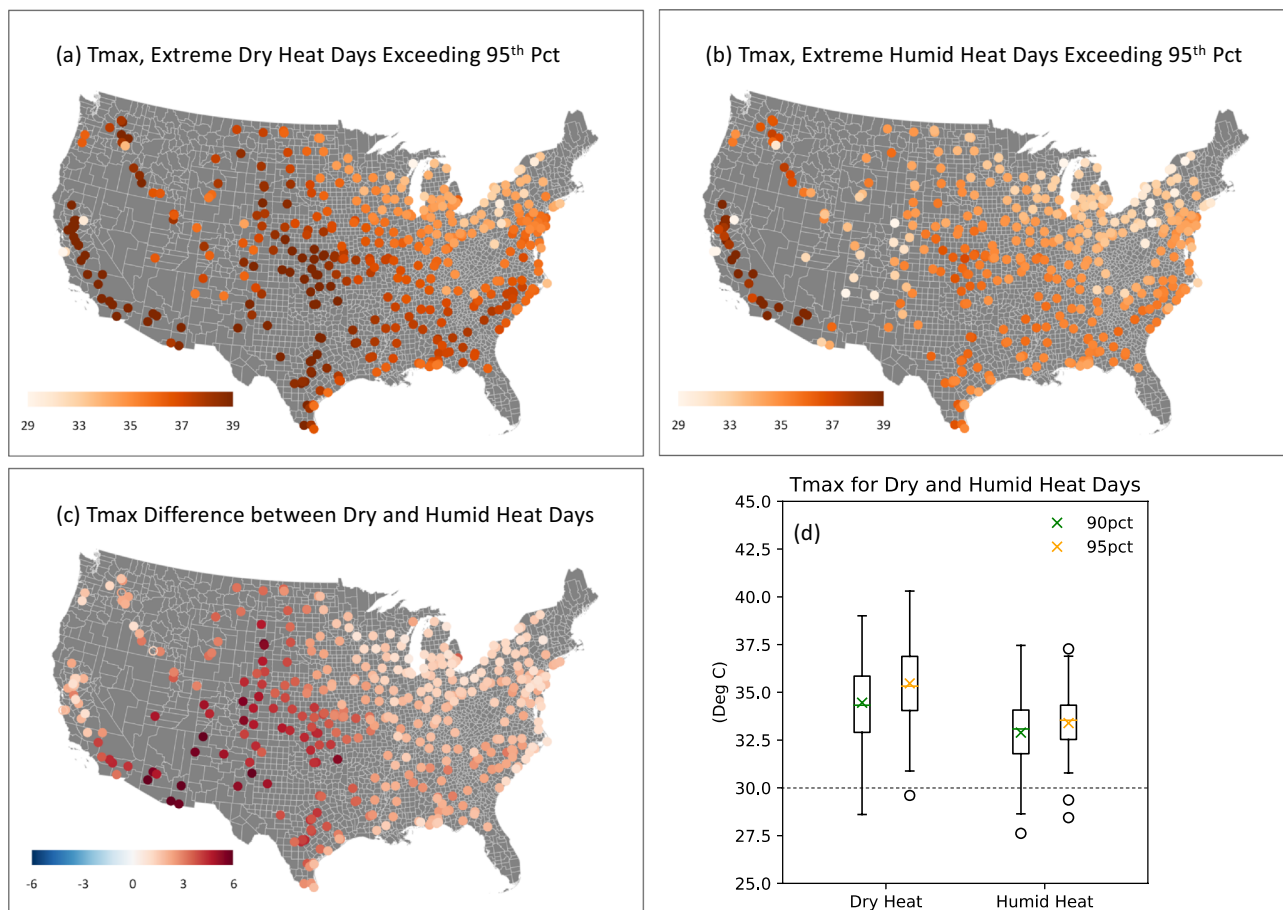 (a) Tmax, Extreme Dry Heat Days Exceeding 95th Pct
29 33 35 37 39
(b) Tmax, Extreme Humid Heat Days Exceeding 95th Pct
29 33 35 37 39
(c) Tmax Difference between Dry and Humid Heat Days
-6 -3 0 3 6
Tmax for Dry and Humid Heat Days
(d)
90pct
95pct
(Deg C)
45.0
42.5
40.0
37.5
35.0
32.5
30.0
27.5
25.0
Dry Heat Humid Heat